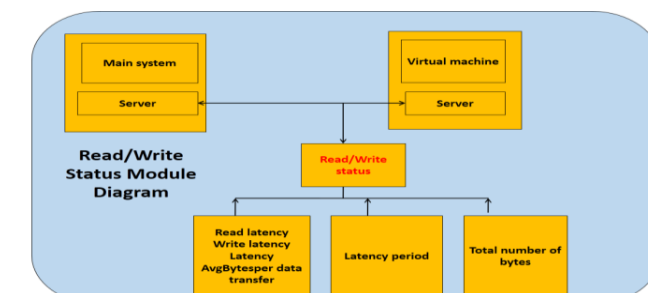 Main system
Server
Virtual machine
Server
Read/Write
Status Module
Diagram
Read/Write
status
Read latency
Write latency
Latency
AvgBytesper data
transfer
Latency period
Total number of
bytes